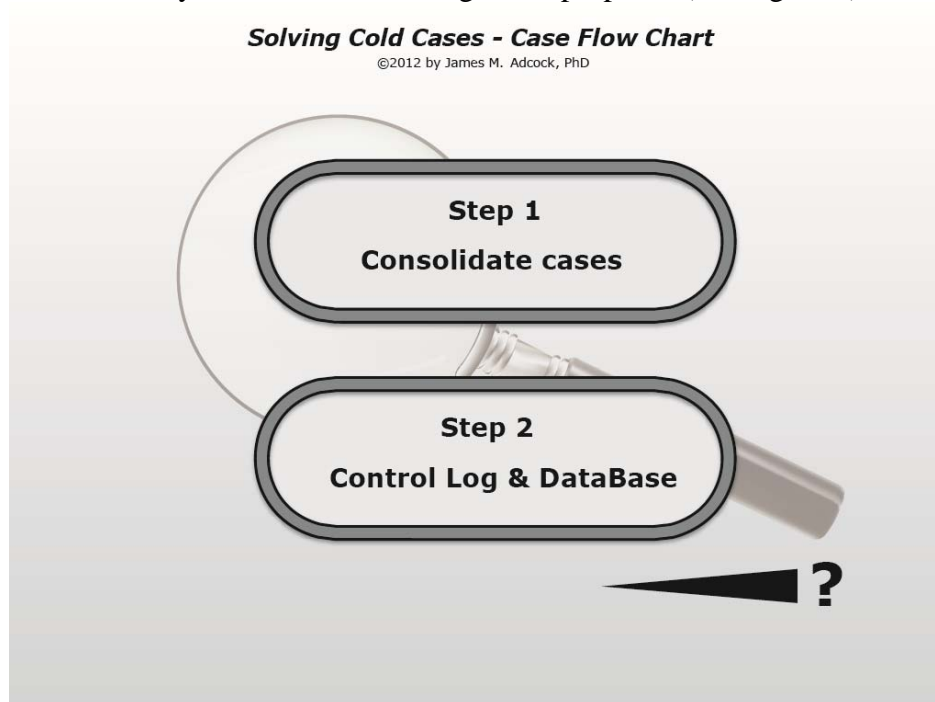 Solving Cold Cases - Case Flow Chart
©2012 by James M. Adcock, PhD
Step 1
Consolidate cases
Step 2
Control Log & DataBase
?